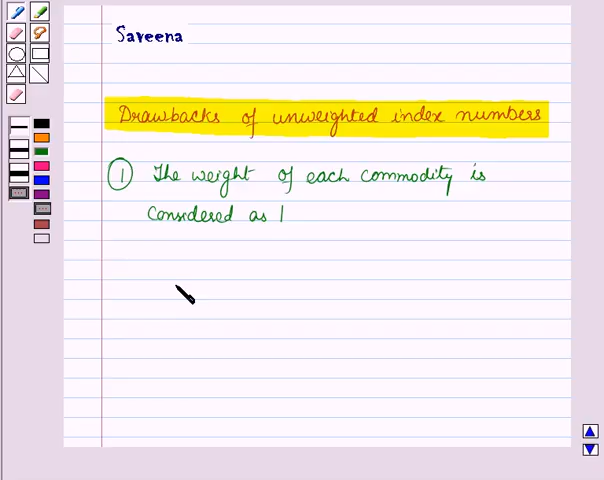 Saveena
Drawbacks of unweighted index numbers
1 The weight of each commodity is
considered as 1